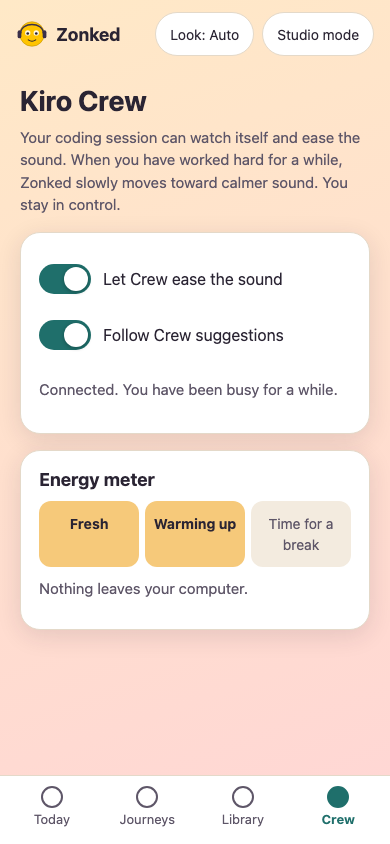 Zonked
Look: Auto
Studio mode
Kiro Crew
Your coding session can watch itself and ease the
sound. When you have worked hard for a while,
Zonked slowly moves toward calmer sound. You
stay in control.
Let Crew ease the sound
Follow Crew suggestions
Connected. You have been busy for a while.
Energy meter
Fresh
Warming up
Time for a
break
Nothing leaves your computer.
Today
Journeys
Library
Crew